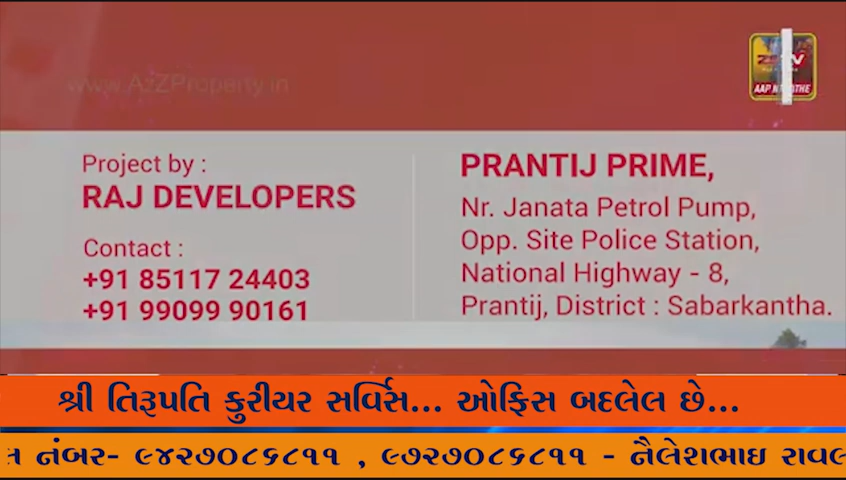 www.AzZProperty.in
Project by :
RAJ DEVELOPERS
Contact :
+91 85117 24403
+91 99099 90161
PRANTIJ PRIME,
Nr. Janata Petrol Pump,
Opp. Site Police Station,
National Highway - 8,
Prantij, District : Sabarkantha.
શ્રી તિરૂપતિ કુરીયર સર્વિસ... ઓફિસ બદલેલ છે...
નંબર- ૯૪૨૭૦૮૬૮૧૧ , ૯૭૨૭૦૮૬૮૧૧ - નૈલેશભાઇ રાવલ